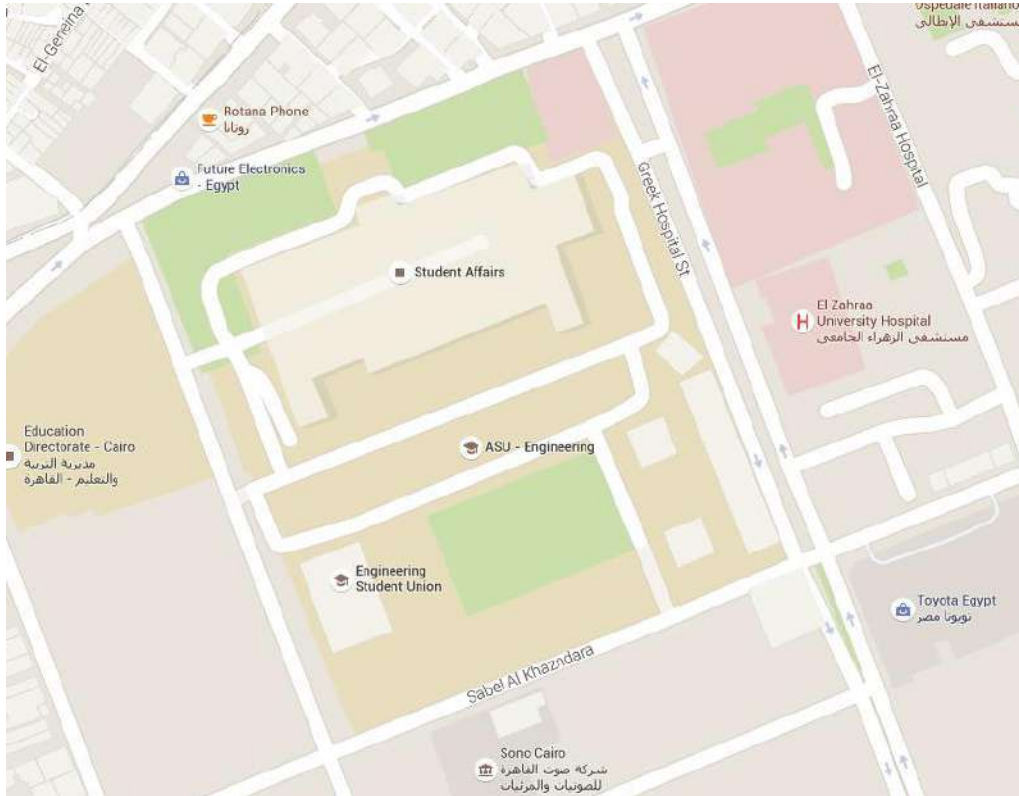 Ospedale Italiano
مستشفى الإيطالى
El-Gereina
Rotana Phone
روتانا
El-Zahraa Hospital
Future Electronics
- Egypt
Greek Hospital St
Student Affairs
El Zahraa
University Hospital
مستشفى الزهراء الجامعى
Education
Directorate - Cairo
مديرية التربية
والتعليم - القاهرة
ASU - Engineering
Engineering
Student Union
Toyota Egypt
تويوتا مصر
Sabel Al Khazndara
Sono Cairo
شركة صوت القاهرة
للصوتيات والمرئيات